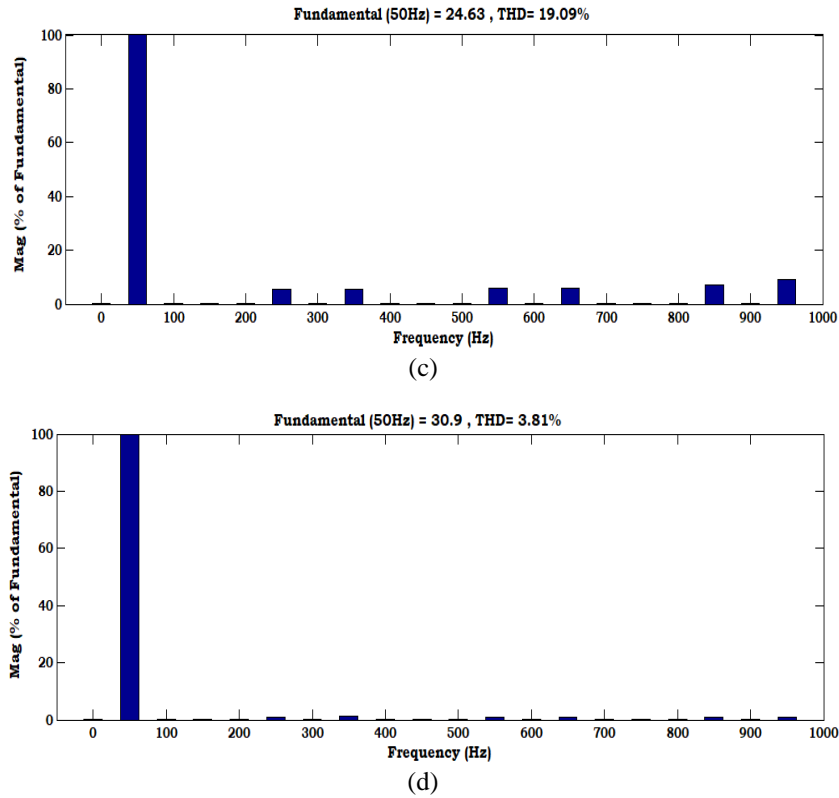 Fundamental (50Hz) = 24.63 , THD= 19.09%
100
80
60
40
20
0
Mag (% of Fundamental)
0 100 200 300 400 500 600 700 800 900 1000
Frequency (Hz)
(c)
Fundamental (50Hz) = 30.9 , THD= 3.81%
100
80
60
40
20
0
Mag (% of Fundamental)
0 100 200 300 400 500 600 700 800 900 1000
Frequency (Hz)
(d)